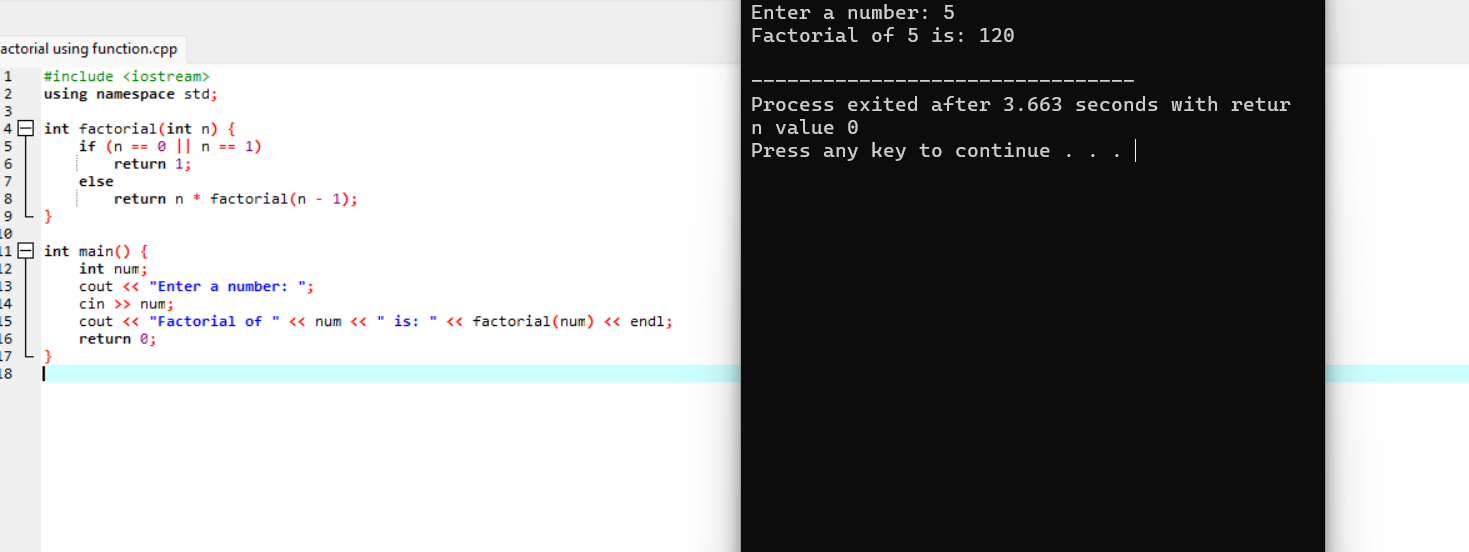 actorial using function.cpp
1 #include <iostream>
2 using namespace std;
3
4 int factorial(int n) {
5 if (n == 0 || n == 1)
6 return 1;
7 else
8 return n * factorial(n - 1);
9 }
10
11 int main() {
12 int num;
13 cout << "Enter a number: ";
14 cin >> num;
15 cout << "Factorial of " << num << " is: " << factorial(num) << endl;
16 return 0;
17 }
18
Enter a number: 5
Factorial of 5 is: 120
--------------------------------
Process exited after 3.663 seconds with retur
n value 0
Press any key to continue . . .